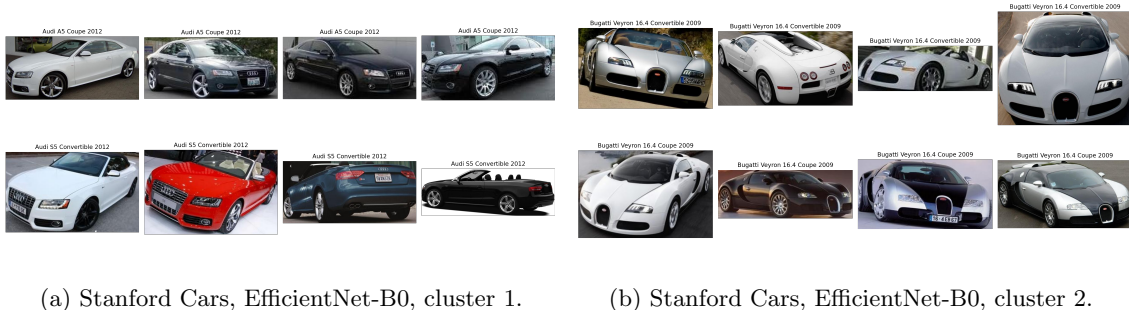 Audi A5 Coupe 2012
Audi A5 Coupe 2012
Audi A5 Coupe 2012
Audi A5 Coupe 2012
Audi S5 Convertible 2012
Audi S5 Convertible 2012
Audi S5 Convertible 2012
Audi S5 Convertible 2012
(a) Stanford Cars, EfficientNet-B0, cluster 1.
Bugatti Veyron 16.4 Convertible 2009
Bugatti Veyron 16.4 Convertible 2009
Bugatti Veyron 16.4 Convertible 2009
Bugatti Veyron 16.4 Convertible 2009
Bugatti Veyron 16.4 Coupe 2009
Bugatti Veyron 16.4 Coupe 2009
Bugatti Veyron 16.4 Coupe 2009
Bugatti Veyron 16.4 Coupe 2009
(b) Stanford Cars, EfficientNet-B0, cluster 2.